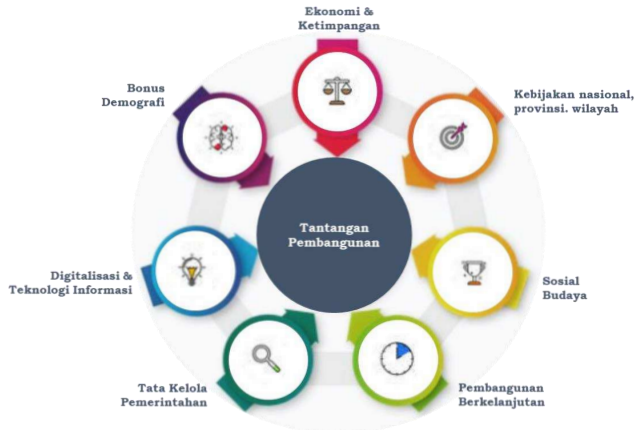 Ekonomi &
Ketimpangan
Bonus
Demografi
Kebijakan nasional,
provinsi. wilayah
Tantangan
Pembangunan
Digitalisasi &
Teknologi Informasi
Sosial
Budaya
Tata Kelola
Pemerintahan
Pembangunan
Berkelanjutan